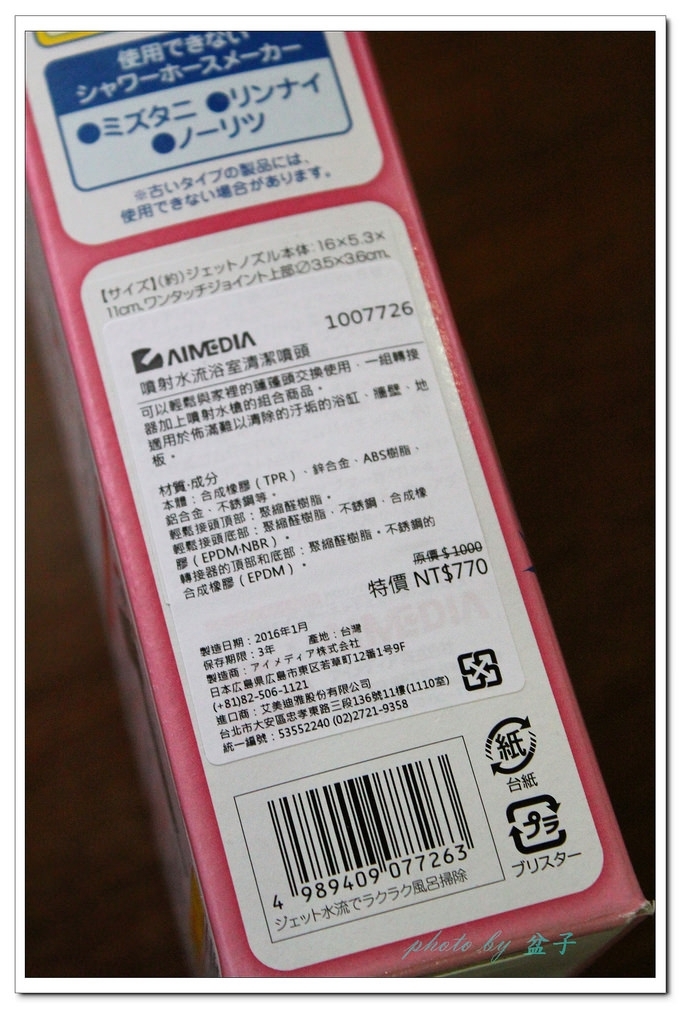 使用できない
シャワーホースメーカー
●ミズタニ ●リンナイ
●ノーリツ
※古いタイプの製品には、
使用できない場合があります。
【サイズ】(約)ジェットノズル本体:16×5.3×
11cm、ワンタッチジョイント上部:∅3.5×3.6cm、
1007726
AIMEDIA
噴射水流浴室清潔噴頭
可以輕鬆與家裡的蓮蓬頭交換使用,一組轉接
器加上噴射水槍的組合商品。
適用於佈滿難以清除的汙垢的浴缸、牆壁、地
板。
材質·成分
本體:合成橡膠(TPR)、鋅合金、ABS樹脂、
鋁合金、不銹鋼等。
輕鬆接頭頂部:聚縮醛樹脂。
輕鬆接頭底部:聚縮醛樹脂、不銹鋼、合成橡
膠(EPDM·NBR)。
轉接器的頂部和底部:聚縮醛樹脂。不銹鋼的
合成橡膠(EPDM)。
原價$1000
特價 NT$770
製造日期:2016年1月
保存期限:3年 產地:台灣
製造商:アイメディア株式会社
日本広島県広島市東区若草町12番1号9F
(+81)82-506-1121
進口商:艾美迪雅股份有限公司
台北市大安區忠孝東路三段136號11樓(1110室)
統一編號:53552240 (02)2721-9358
紙
台紙
プラ
ブリスター
4 989409 077263
ジェット水流でラクラク風呂掃除
photo by 盆子